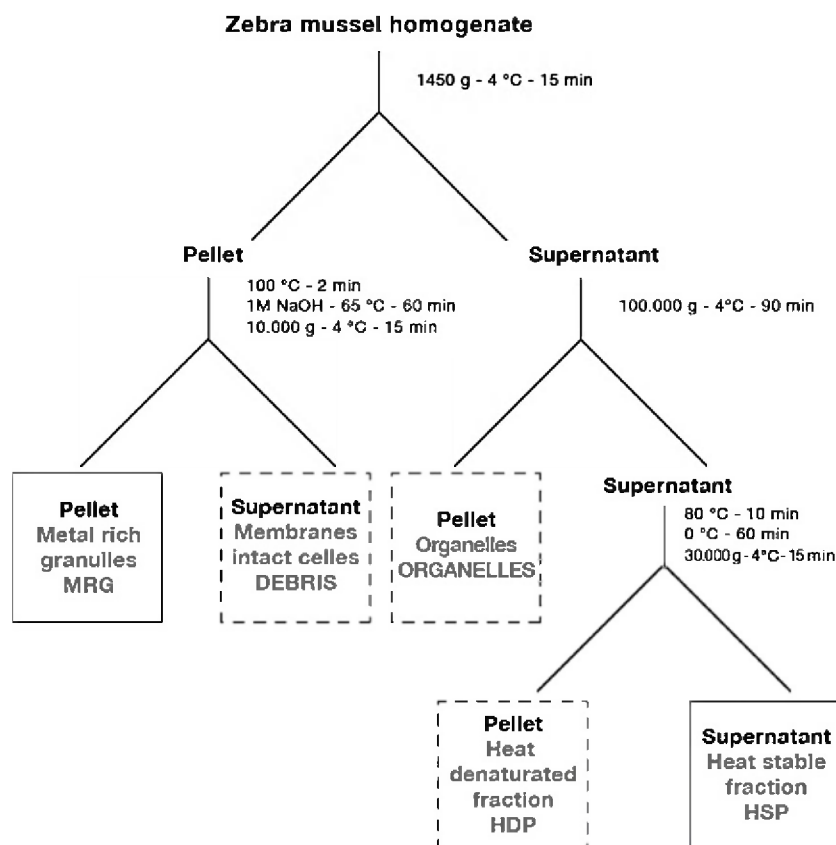 Zebra mussel homogenate
1450 g - 4 °C - 15 min
Pellet
Supernatant
100 °C - 2 min
1M NaOH - 65 °C - 60 min
10.000 g - 4 °C - 15 min
100.000 g - 4°C - 90 min
Pellet
Metal rich
granulles
MRG
Supernatant
Membranes
intact celles
DEBRIS
Pellet
Organelles
ORGANELLES
Supernatant
80 °C - 10 min
0 °C - 60 min
30.000 g - 4°C - 15 min
Pellet
Heat
denaturated
fraction
HDP
Supernatant
Heat stable
fraction
HSP